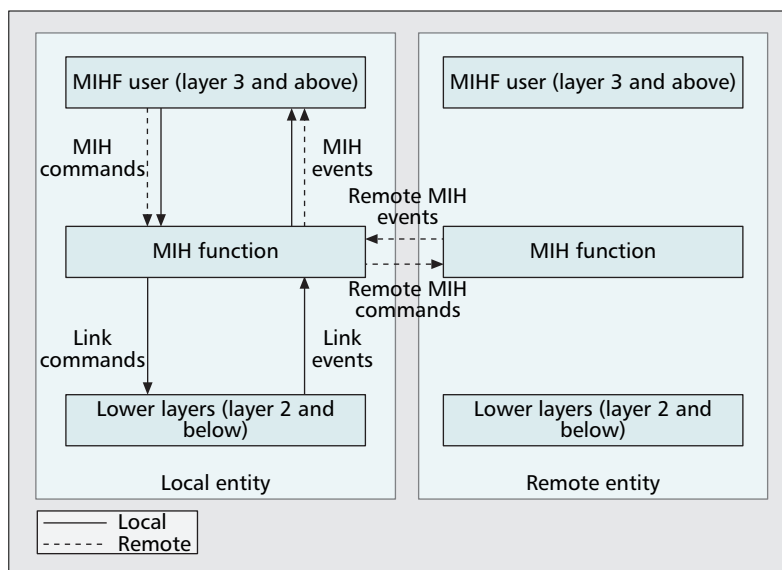 MIHF user (layer 3 and above)
MIHF user (layer 3 and above)
MIH
commands
MIH
events
Remote MIH
events
MIH function
MIH function
Remote MIH
commands
Link
commands
Link
events
Lower layers (layer 2 and
below)
Lower layers (layer 2 and
below)
Local entity
Remote entity
Local
Remote